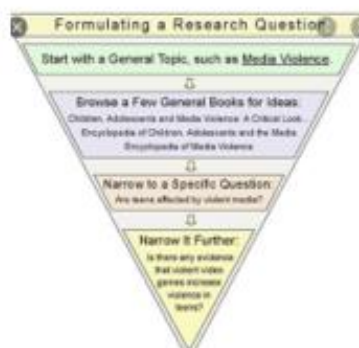 Formulating a Research Question
Start with a General Topic, such as Media Violence.
Browse a Few General Books for Ideas:
Children, Adolescents and Media Violence: A Critical Look...
Encyclopedia of Children, Adolescents and the Media
Encyclopedia of Media Violence
Narrow to a Specific Question:
Are teens affected by violent media?
Narrow It Further:
Is there any evidence
that violent video
games increase
violence in
teens?